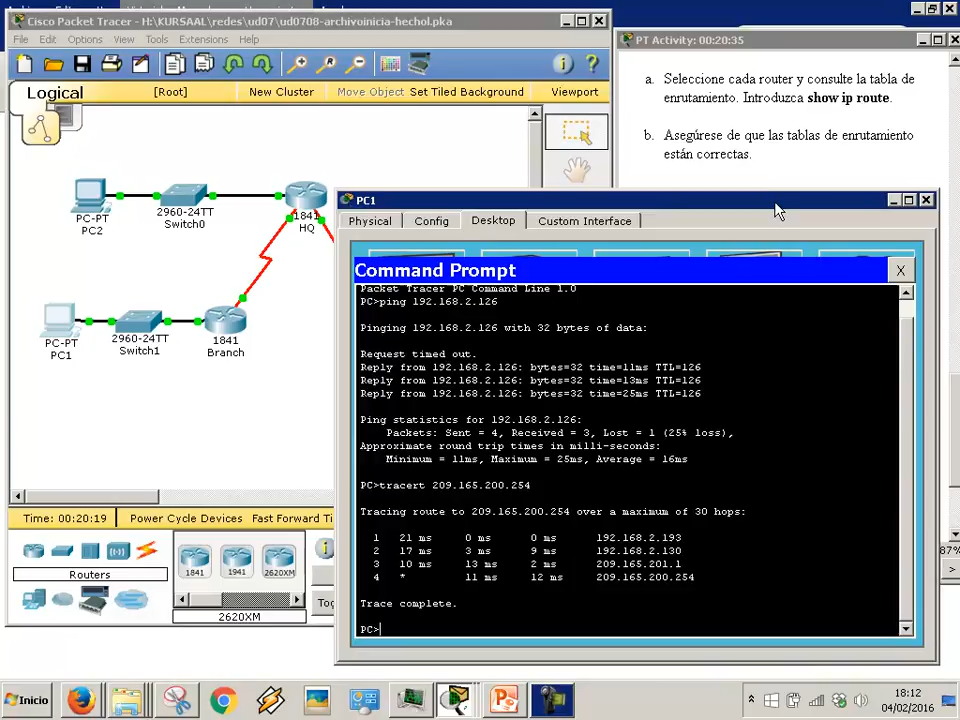 Cisco Packet Tracer - H:\KURSAAL\redes\ud07\ud0708-archivoinicia-hechol.pka
File Edit Options View Tools Extensions Help
Logical [Root] New Cluster Move Object Set Tiled Background Viewport
PC-PT
PC2
2960-24TT
Switch0
1841
HQ
PC-PT
PC1
2960-24TT
Switch1
1841
Branch
Time: 00:20:19 Power Cycle Devices Fast Forward Ti
Routers
1841 1941 2620XM
2620XM
Tog
PT Activity: 00:20:35
a. Seleccione cada router y consulte la tabla de
enrutamiento. Introduzca show ip route.
b. Asegúrese de que las tablas de enrutamiento
están correctas.
87%
PC1
Physical Config Desktop Custom Interface
Command Prompt X
Packet Tracer PC Command Line 1.0
PC>ping 192.168.2.126
Pinging 192.168.2.126 with 32 bytes of data:
Request timed out.
Reply from 192.168.2.126: bytes=32 time=11ms TTL=126
Reply from 192.168.2.126: bytes=32 time=13ms TTL=126
Reply from 192.168.2.126: bytes=32 time=25ms TTL=126
Ping statistics for 192.168.2.126:
Packets: Sent = 4, Received = 3, Lost = 1 (25% loss),
Approximate round trip times in milli-seconds:
Minimum = 11ms, Maximum = 25ms, Average = 16ms
PC>tracert 209.165.200.254
Tracing route to 209.165.200.254 over a maximum of 30 hops:
1 21 ms 0 ms 0 ms 192.168.2.193
2 17 ms 3 ms 9 ms 192.168.2.130
3 10 ms 13 ms 2 ms 209.165.201.1
4 * 11 ms 12 ms 209.165.200.254
Trace complete.
PC>
Inicio
18:12
04/02/2016